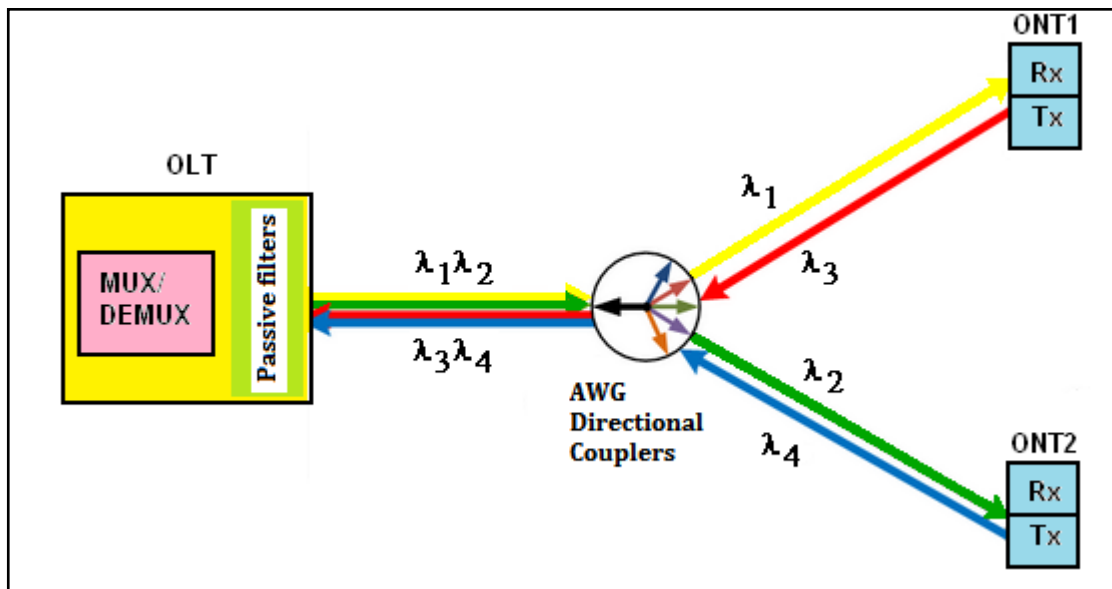 ONT1
Rx
Tx
OLT
MUX/
DEMUX
Passive filters
λ1λ2
λ3λ4
λ1
λ3
AWG
Directional
Couplers
λ2
λ4
ONT2
Rx
Tx